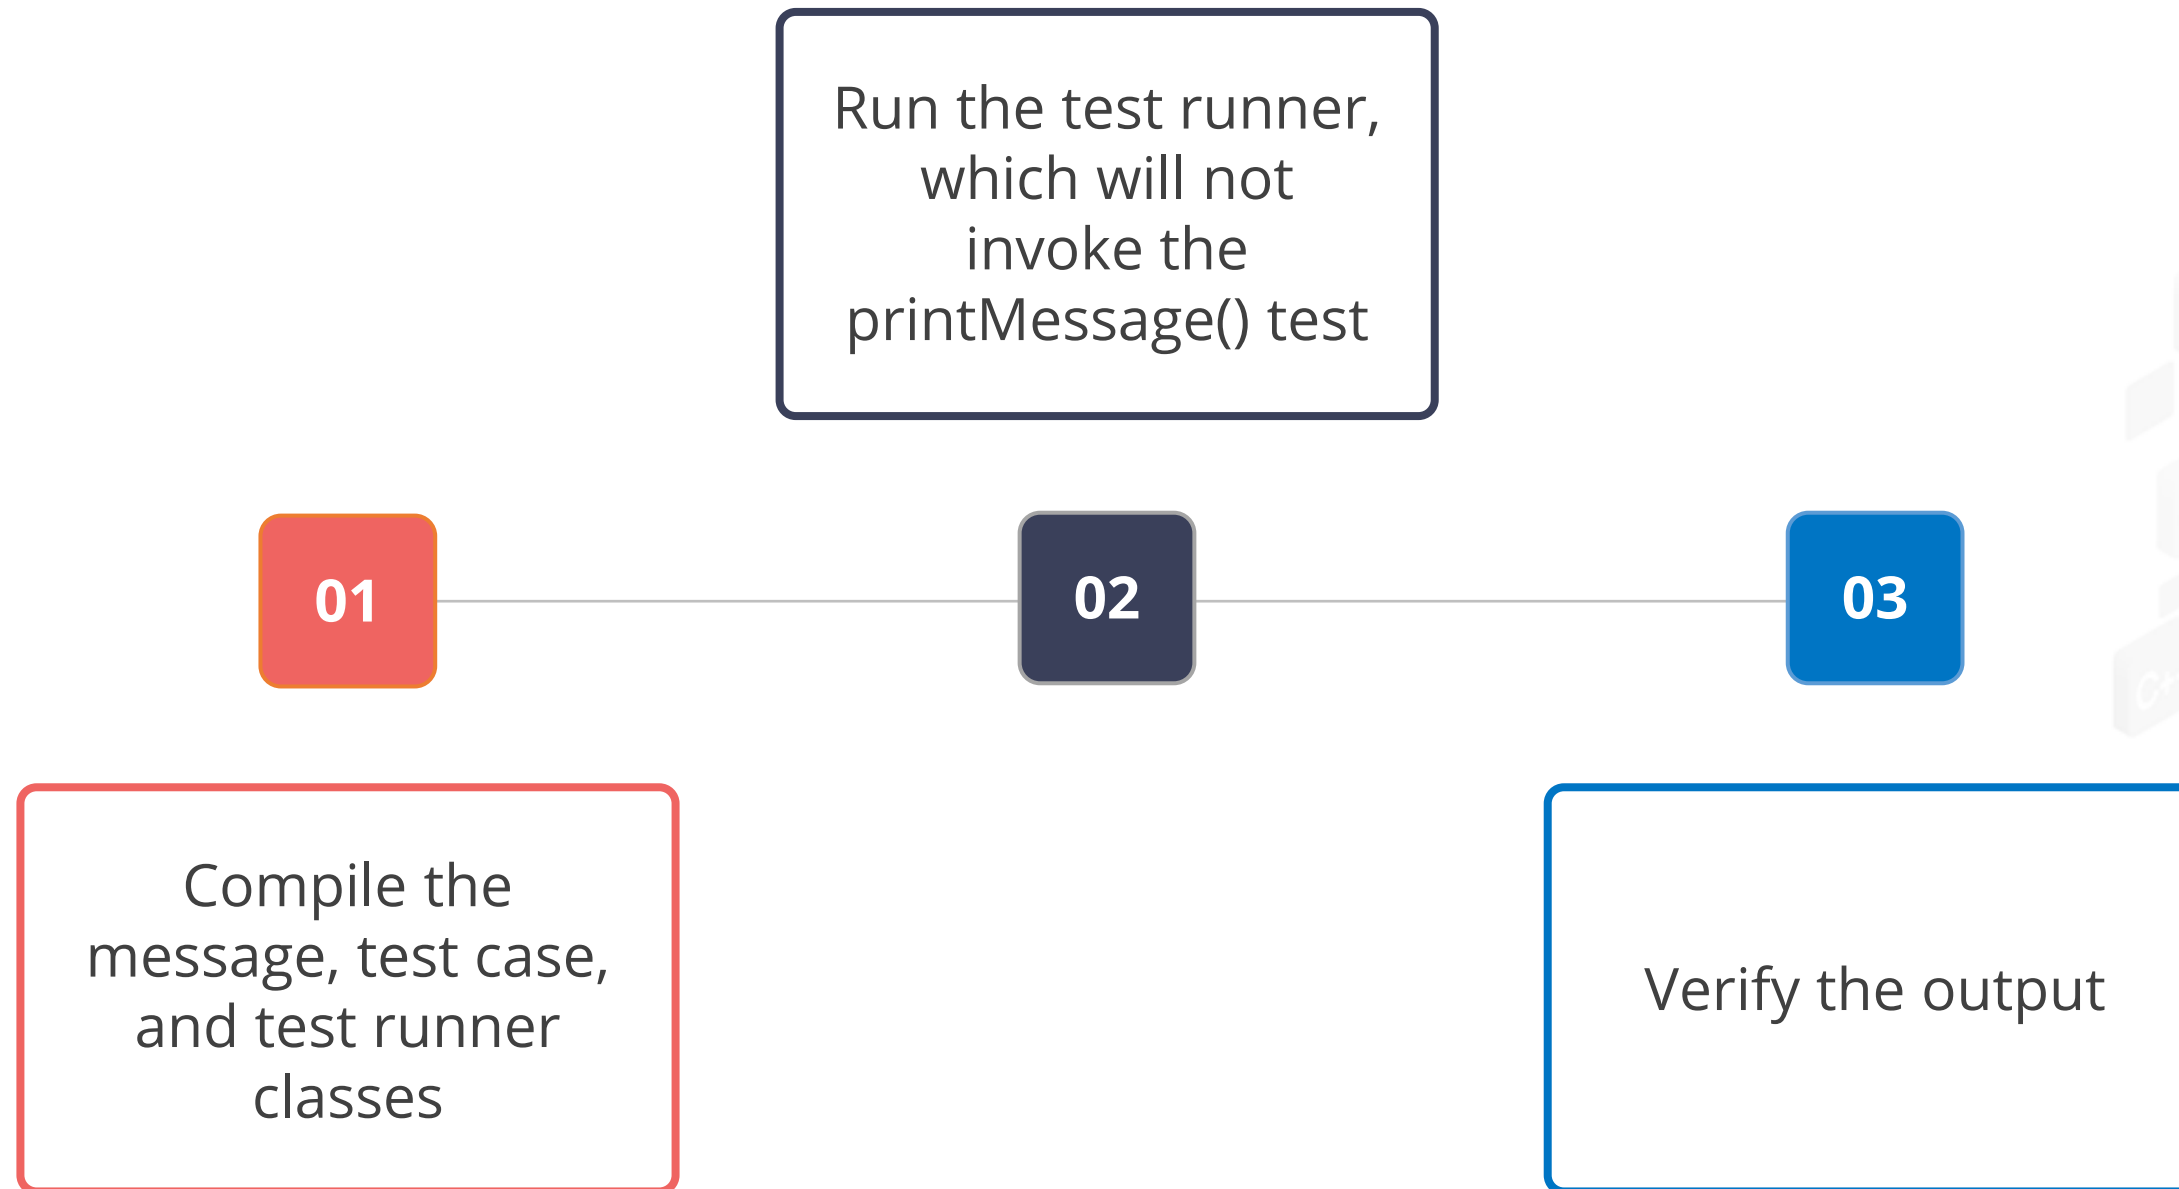 Run the test runner,
which will not
invoke the
printMessage() test
01
02
03
Compile the
message, test case,
and test runner
classes
Verify the output